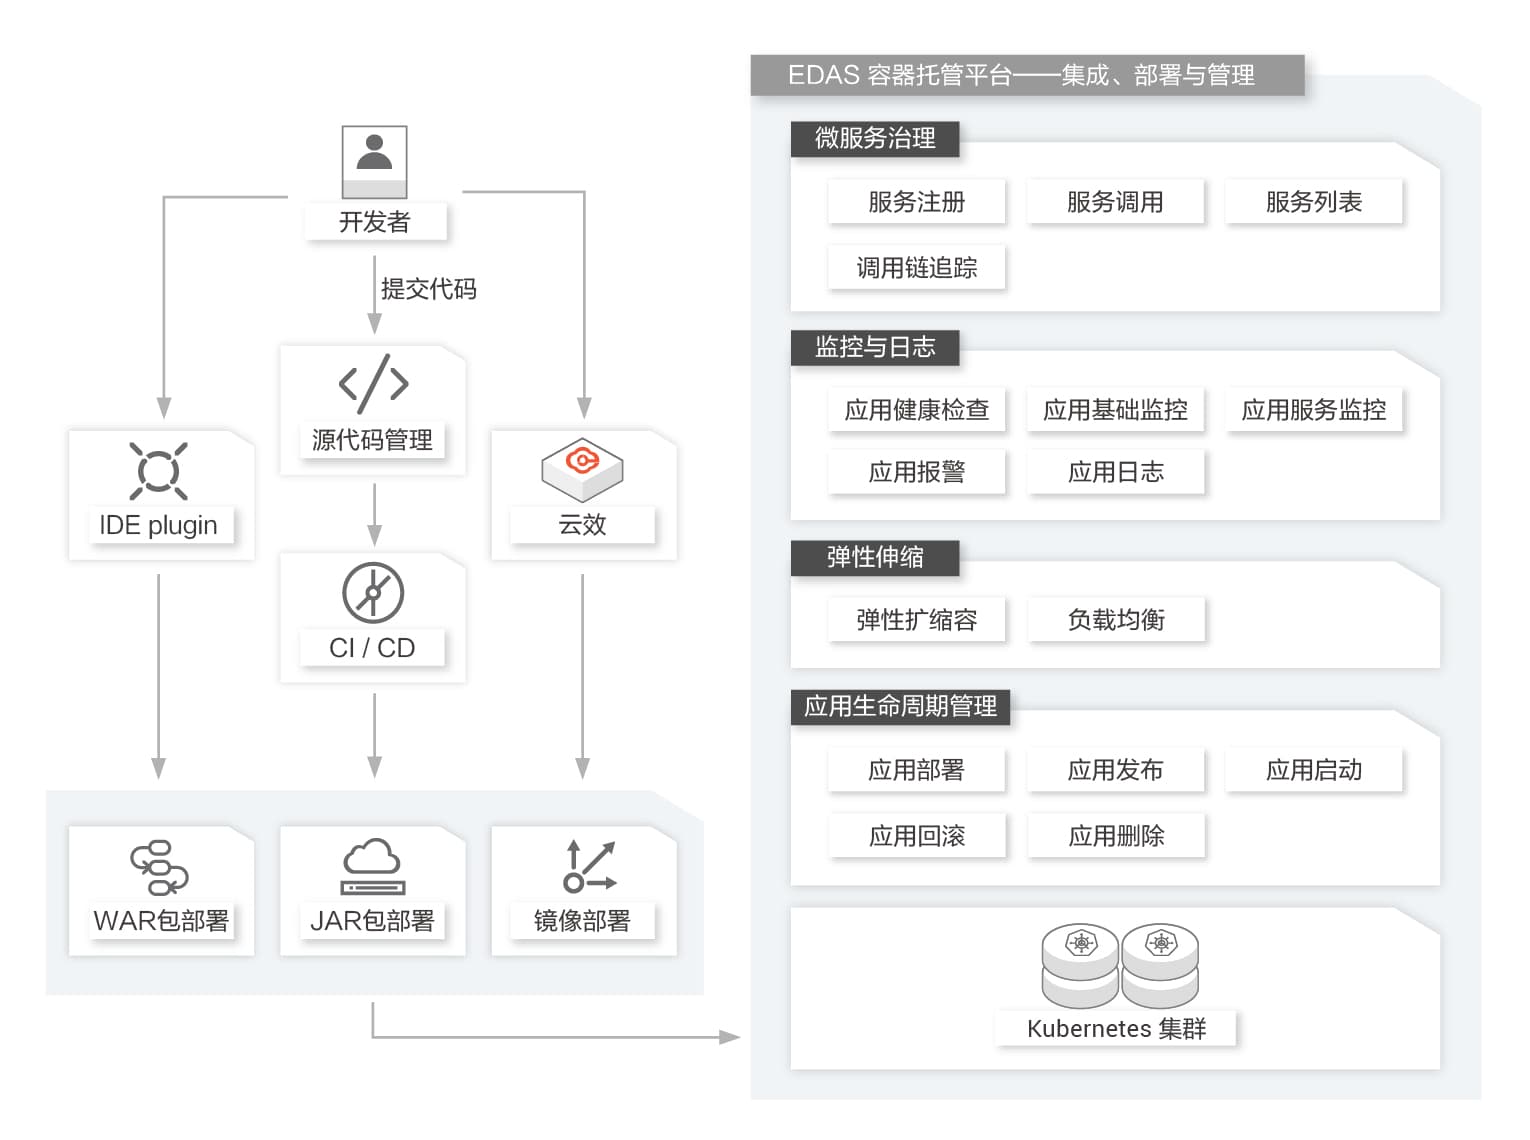 开发者
提交代码
源代码管理
IDE plugin
云效
CI / CD
WAR包部署
JAR包部署
镜像部署
EDAS 容器托管平台——集成、部署与管理
微服务治理
服务注册
服务调用
服务列表
调用链追踪
监控与日志
应用健康检查
应用基础监控
应用服务监控
应用报警
应用日志
弹性伸缩
弹性扩缩容
负载均衡
应用生命周期管理
应用部署
应用发布
应用启动
应用回滚
应用删除
Kubernetes 集群